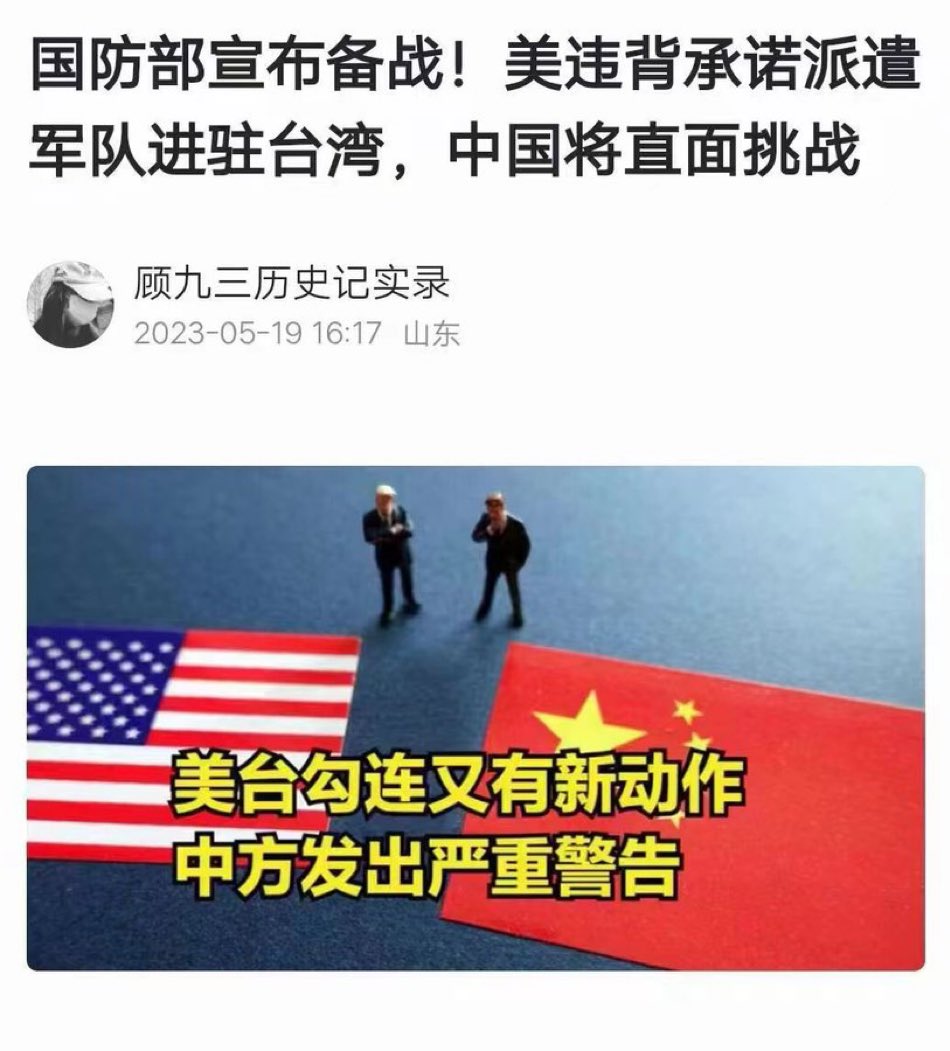 国防部宣布备战！美违背承诺派遣
军队进驻台湾，中国将直面挑战
顾九三历史记实录
2023-05-19 16:17 山东
美台勾连又有新动作
中方发出严重警告